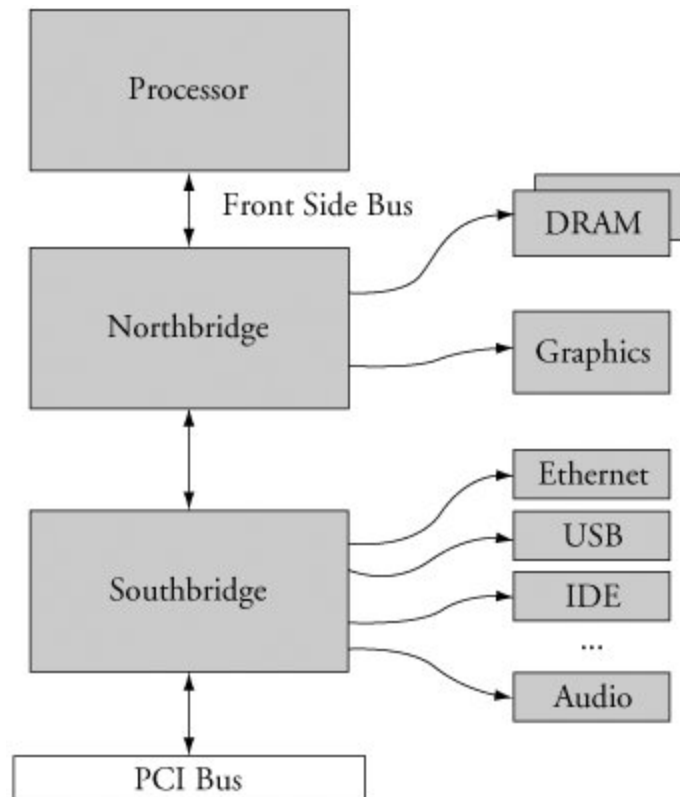 Processor
Front Side Bus
DRAM
Northbridge
Graphics
Ethernet
USB
Southbridge
IDE
...
Audio
PCI Bus